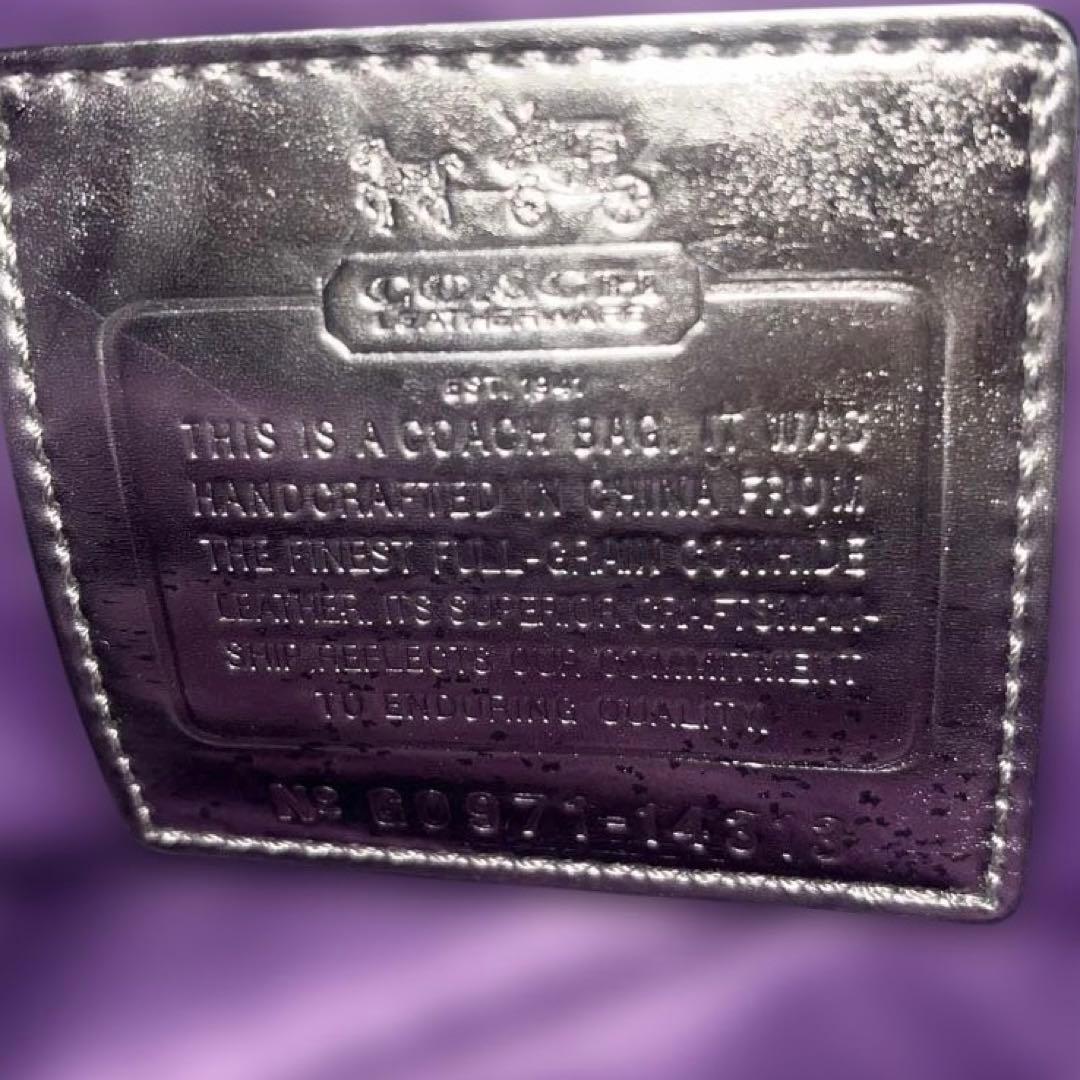 COACH
LEATHERWARE
EST. 1941
THIS IS A COACH BAG. IT WAS
HANDCRAFTED IN CHINA FROM
THE FINEST FULL-GRAIN COWHIDE
LEATHER. ITS SUPERIOR CRAFTSMAN-
SHIP REFLECTS OUR COMMITMENT
TO ENDURING QUALITY.
Nº G0971-14313